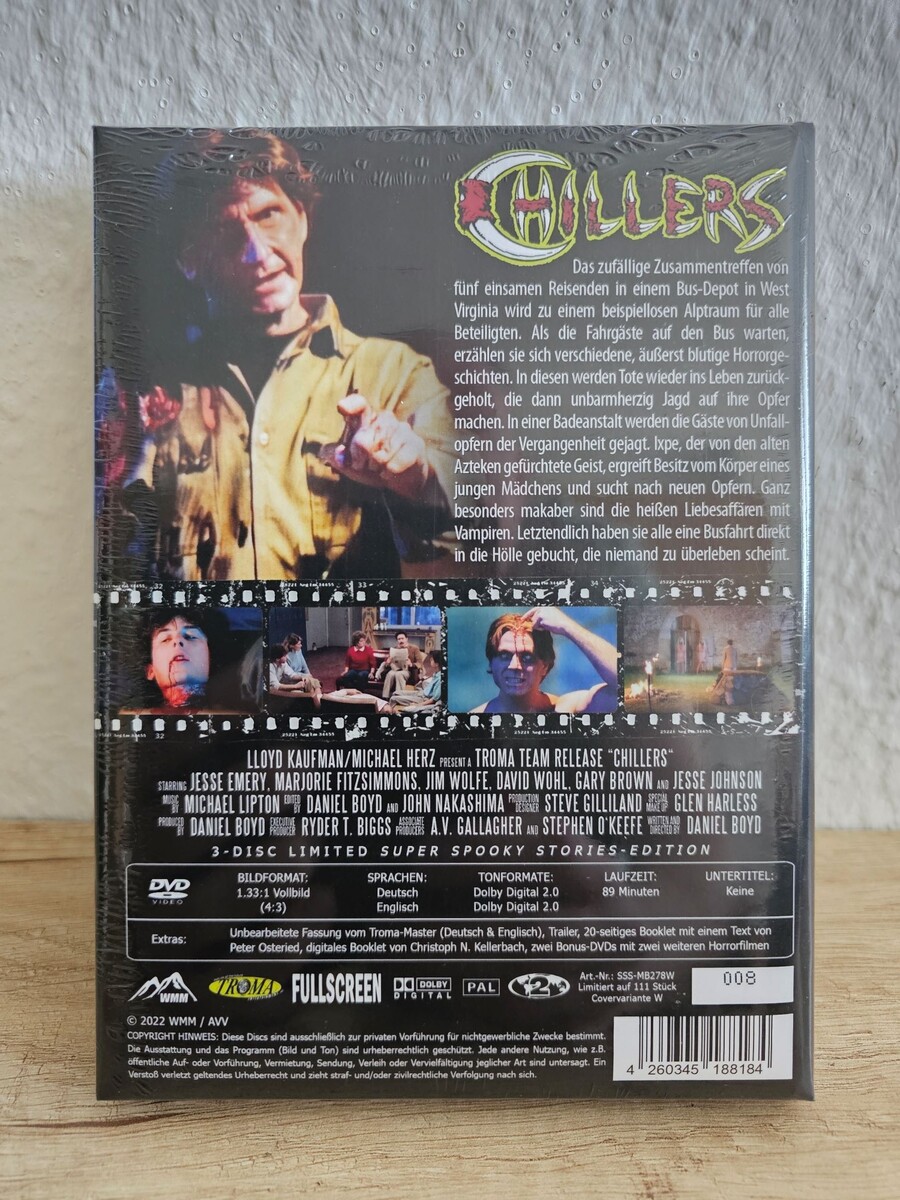 CHILLERS
Das zufällige Zusammentreffen von
fünf einsamen Reisenden in einem Bus-Depot in West
Virginia wird zu einem beispiellosen Alptraum für alle
Beteiligten. Als die Fahrgäste auf den Bus warten,
erzählen sie sich verschiedene, äußerst blutige Horrorge-
schichten. In diesen werden Tote wieder ins Leben zurück-
geholt, die dann unbarmherzig Jagd auf ihre Opfer
machen. In einer Badeanstalt werden die Gäste von Unfall-
opfern der Vergangenheit gejagt. Ixpe, der von den alten
Azteken gefürchtete Geist, ergreift Besitz vom Körper eines
jungen Mädchens und sucht nach neuen Opfern. Ganz
besonders makaber sind die heißen Liebesaffären mit
Vampiren. Letztendlich haben sie alle eine Busfahrt direkt
in die Hölle gebucht, die niemand zu überleben scheint.
32 33 34
32
LLOYD KAUFMAN/MICHAEL HERZ PRESENT A TROMA TEAM RELEASE "CHILLERS"
STARRING JESSE EMERY, MARJORIE FITZSIMMONS, JIM WOLFE, DAVID WOHL, GARY BROWN AND JESSE JOHNSON
MUSIC BY MICHAEL LIPTON EDITED BY DANIEL BOYD AND JOHN NAKASHIMA PRODUCTION DESIGNER STEVE GILLILAND SPECIAL MAKE UP GLEN HARLESS
PRODUCED BY DANIEL BOYD EXECUTIVE PRODUCER RYDER T. BIGGS ASSOCIATE PRODUCERS A.V. GALLAGHER AND STEPHEN O'KEEFE WRITTEN AND DIRECTED BY DANIEL BOYD
3-DISC LIMITED SUPER SPOOKY STORIES-EDITION
DVD VIDEO
BILDFORMAT: SPRACHEN: TONFORMATE: LAUFZEIT: UNTERTITEL:
1.33:1 Vollbild Deutsch Dolby Digital 2.0 89 Minuten Keine
(4:3) Englisch Dolby Digital 2.0
Extras: Unbearbeitete Fassung vom Troma-Master (Deutsch & Englisch), Trailer, 20-seitiges Booklet mit einem Text von
Peter Osteried, digitales Booklet von Christoph N. Kellerbach, zwei Bonus-DVDs mit zwei weiteren Horrorfilmen
WMM TROMA FULLSCREEN DOLBY DIGITAL PAL 2
Art.-Nr.: SSS-MB278W
Limitiert auf 111 Stück
Covervariante W
008
© 2022 WMM / AVV
COPYRIGHT HINWEIS: Diese Discs sind ausschließlich zur privaten Vorführung für nichtgewerbliche Zwecke bestimmt.
Die Ausstattung und das Programm (Bild und Ton) sind urheberrechtlich geschützt. Jede andere Nutzung, wie z.B.
öffentliche Auf- oder Vorführung, Vermietung, Sendung, Verleih oder Vervielfältigung jeglicher Art sind untersagt. Ein
Verstoß verletzt geltendes Urheberrecht und zieht straf- und/oder zivilrechtliche Verfolgung nach sich.
4 260345 188184